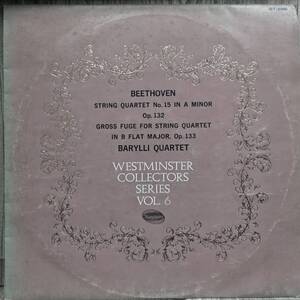 BEETHOVEN
STRING QUARTET No. 15 IN A MINOR
Op. 132
GROSS FUGE FOR STRING QUARTET
IN B FLAT MAJOR, Op. 133
BARYLLI QUARTET
WESTMINSTER
COLLECTORS
SERIES
VOL. 6